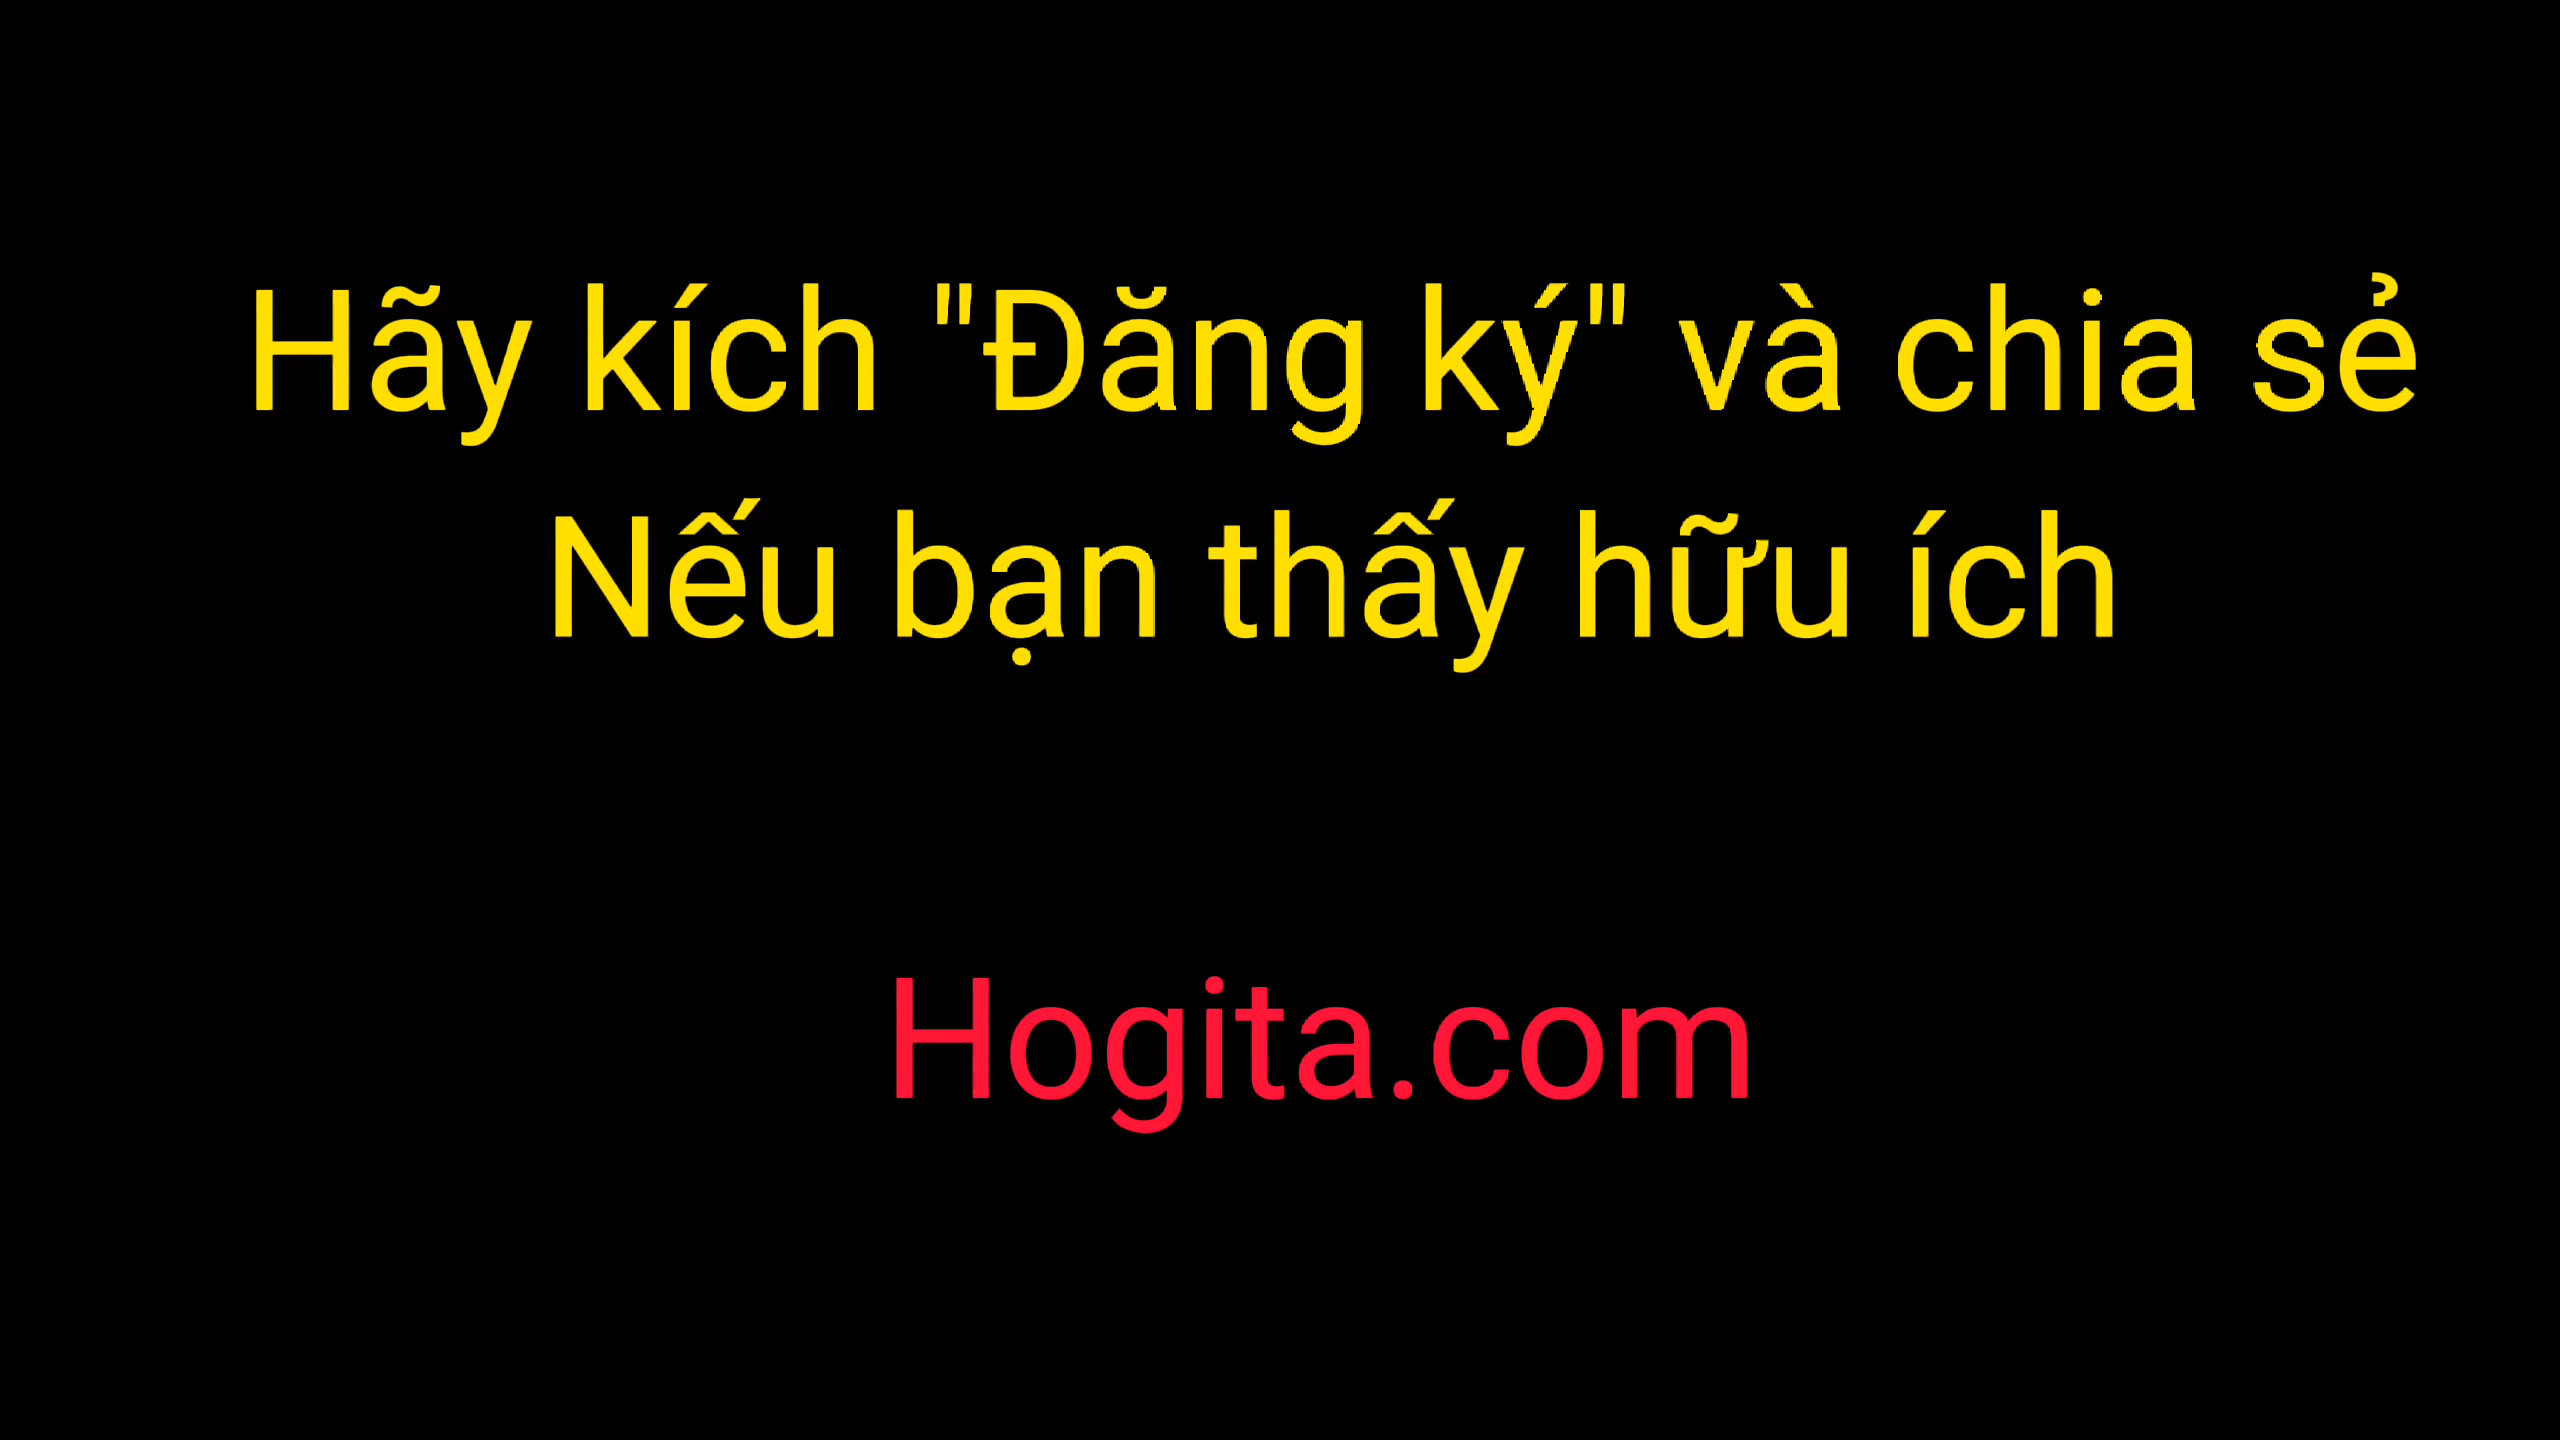 Hãy kích "Đăng ký" và chia sẻ
Nếu bạn thấy hữu ích
Hogita.com